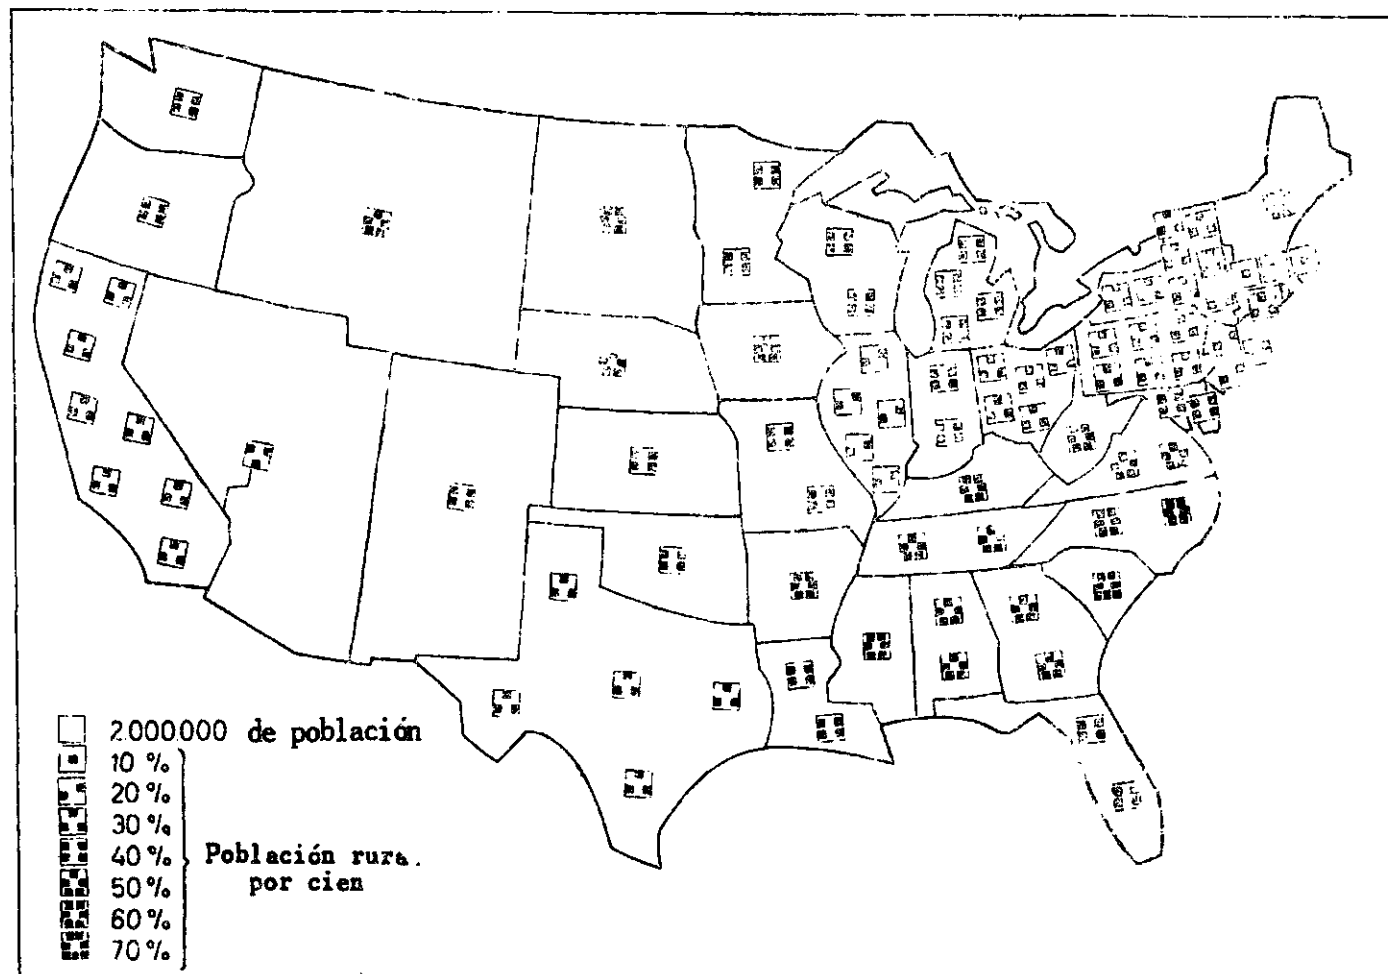 2.000.000 de población
10 %
20 %
30 %
40 %
50 %
60 %
70 %
Población rura.
por cien